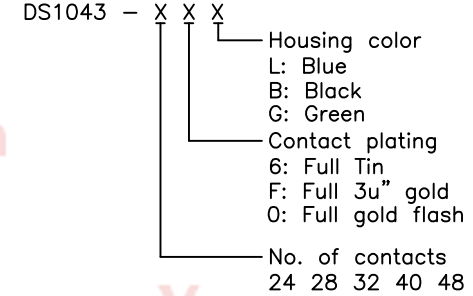 DS1043 - X X X
Housing color
L: Blue
B: Black
G: Green
Contact plating
6: Full Tin
F: Full 3u" gold
0: Full gold flash
No. of contacts
24 28 32 40 48